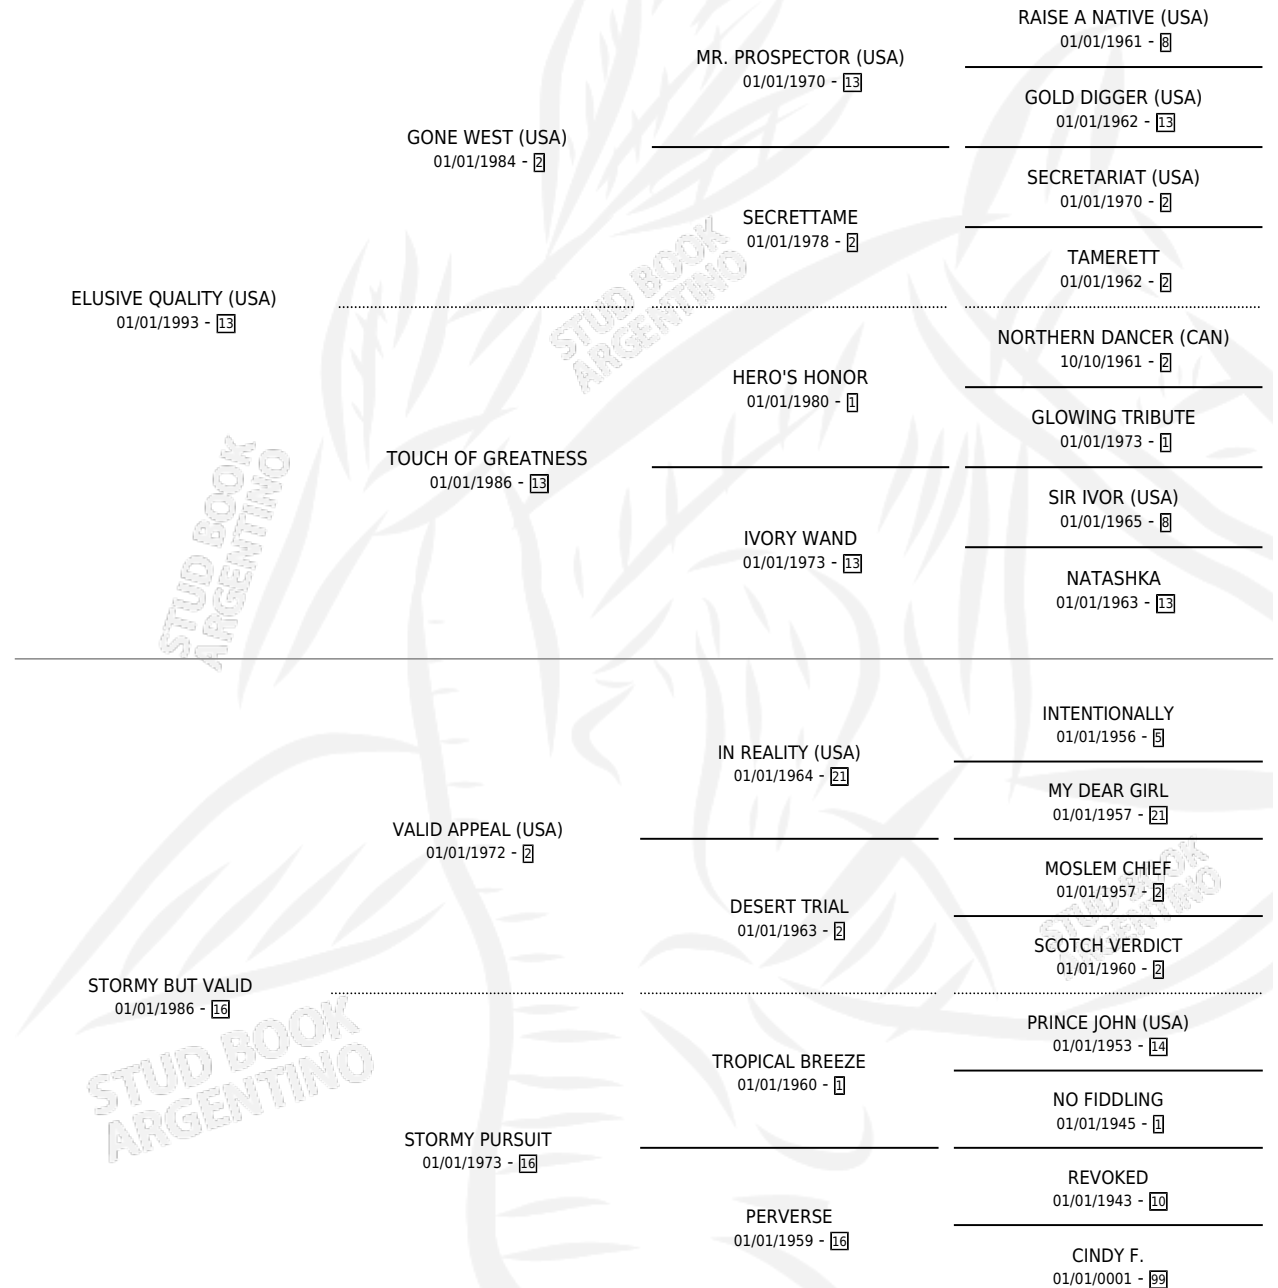 RAISE A NATIVE (USA)
01/01/1961 - 8
MR. PROSPECTOR (USA)
01/01/1970 - 13
GOLD DIGGER (USA)
01/01/1962 - 13
GONE WEST (USA)
01/01/1984 - 2
SECRETARIAT (USA)
01/01/1970 - 2
SECRETTAME
01/01/1978 - 2
TAMERETT
01/01/1962 - 2
ELUSIVE QUALITY (USA)
01/01/1993 - 13
NORTHERN DANCER (CAN)
10/10/1961 - 2
HERO'S HONOR
01/01/1980 - 1
GLOWING TRIBUTE
01/01/1973 - 1
TOUCH OF GREATNESS
01/01/1986 - 13
SIR IVOR (USA)
01/01/1965 - 8
IVORY WAND
01/01/1973 - 13
NATASHKA
01/01/1963 - 13
INTENTIONALLY
01/01/1956 - 5
IN REALITY (USA)
01/01/1964 - 21
MY DEAR GIRL
01/01/1957 - 21
VALID APPEAL (USA)
01/01/1972 - 2
MOSLEM CHIEF
01/01/1957 - 2
DESERT TRIAL
01/01/1963 - 2
SCOTCH VERDICT
01/01/1960 - 2
STORMY BUT VALID
01/01/1986 - 16
PRINCE JOHN (USA)
01/01/1953 - 14
TROPICAL BREEZE
01/01/1960 - 1
NO FIDDLING
01/01/1945 - 1
STORMY PURSUIT
01/01/1973 - 16
REVOKED
01/01/1943 - 10
PERVERSE
01/01/1959 - 16
CINDY F.
01/01/0001 - 99
STUD BOOK
ARGENTINO
STUD BOOK
ARGENTINO
STUD BOOK
ARGENTINO
STUD BOOK
ARGENTINO